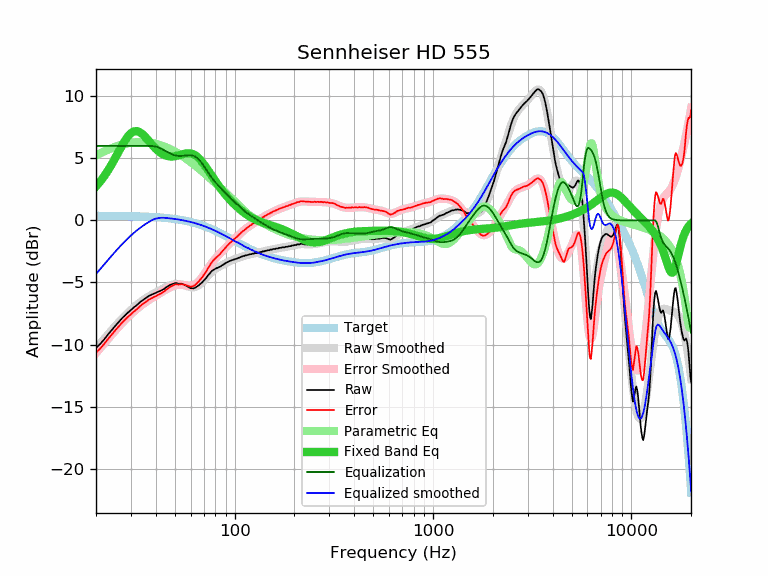 Sennheiser HD 555
Amplitude (dBr)
10
5
0
−5
−10
−15
−20
Target
Raw Smoothed
Error Smoothed
Raw
Error
Parametric Eq
Fixed Band Eq
Equalization
Equalized smoothed
100
1000
10000
Frequency (Hz)